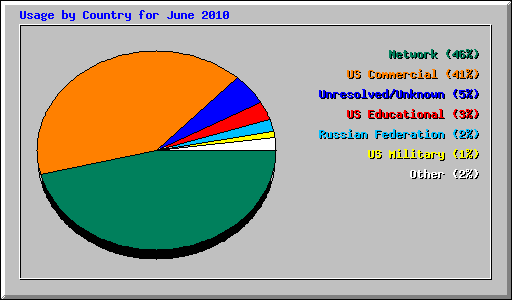 Usage by Country for June 2010
Network (46%)
US Commercial (41%)
Unresolved/Unknown (5%)
US Educational (3%)
Russian Federation (2%)
US Military (1%)
Other (2%)